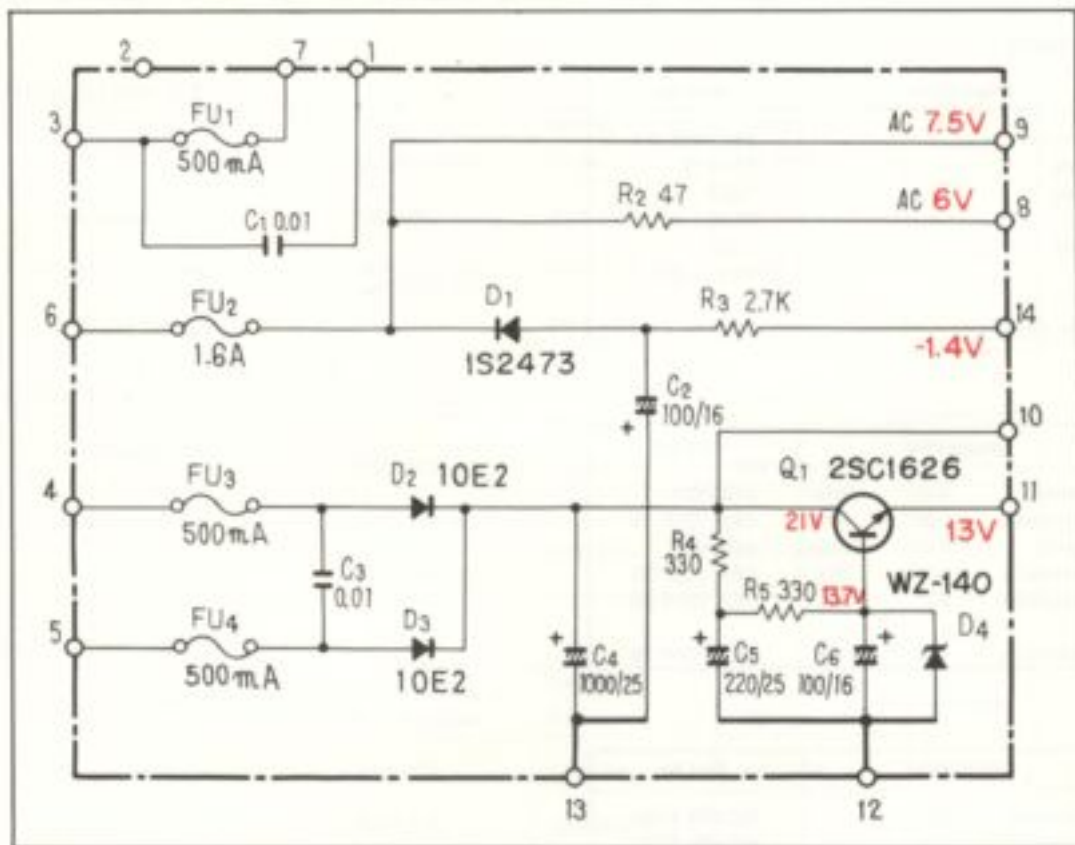 2
7
1
3
FU1
500mA
C1 0.01
AC 7.5V
9
R2 47
AC 6V
8
6
FU2
1.6A
D1
1S2473
R3 2.7K
14
-1.4V
C2
100/16
+
10
4
FU3
500mA
D2 10E2
Q1 2SC1626
21V
11
13V
C3
0.01
R4
330
R5 330
13.7V
WZ-140
D4
5
FU4
500mA
D3
10E2
+
C4
1000/25
+
C5
220/25
C6
100/16
+
13
12